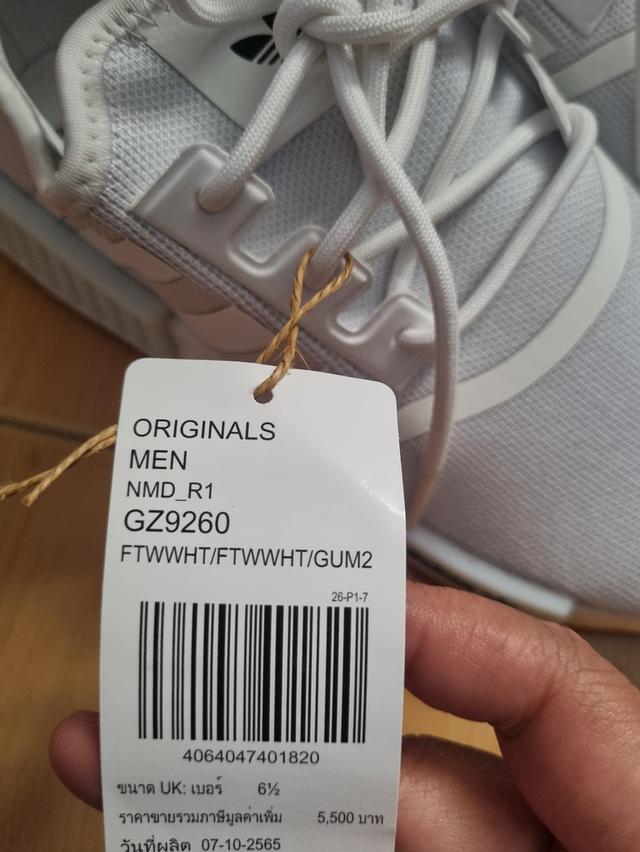 ORIGINALS
MEN
NMD_R1
GZ9260
FTWWHT/FTWWHT/GUM2
26-P1-7
4064047401820
ขนาด UK: เบอร์ 6½
ราคาขายรวมภาษีมูลค่าเพิ่ม 5,500 บาท
วันที่ผลิต 07-10-2565